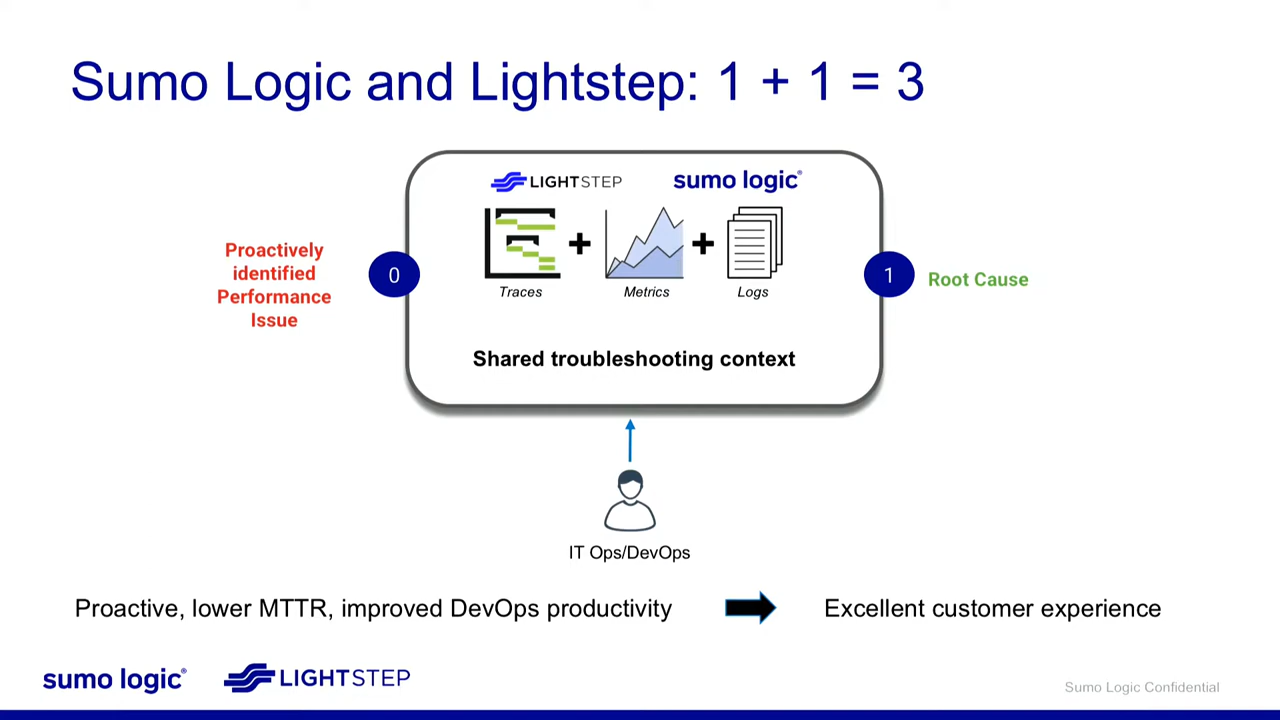 Sumo Logic and Lightstep: 1 + 1 = 3
LIGHTSTEP
sumo logic®
Proactively
identified
Performance
Issue
0
Traces
Metrics
Logs
1
Root Cause
Shared troubleshooting context
IT Ops/DevOps
Proactive, lower MTTR, improved DevOps productivity
Excellent customer experience
sumo logic®
LIGHTSTEP
Sumo Logic Confidential